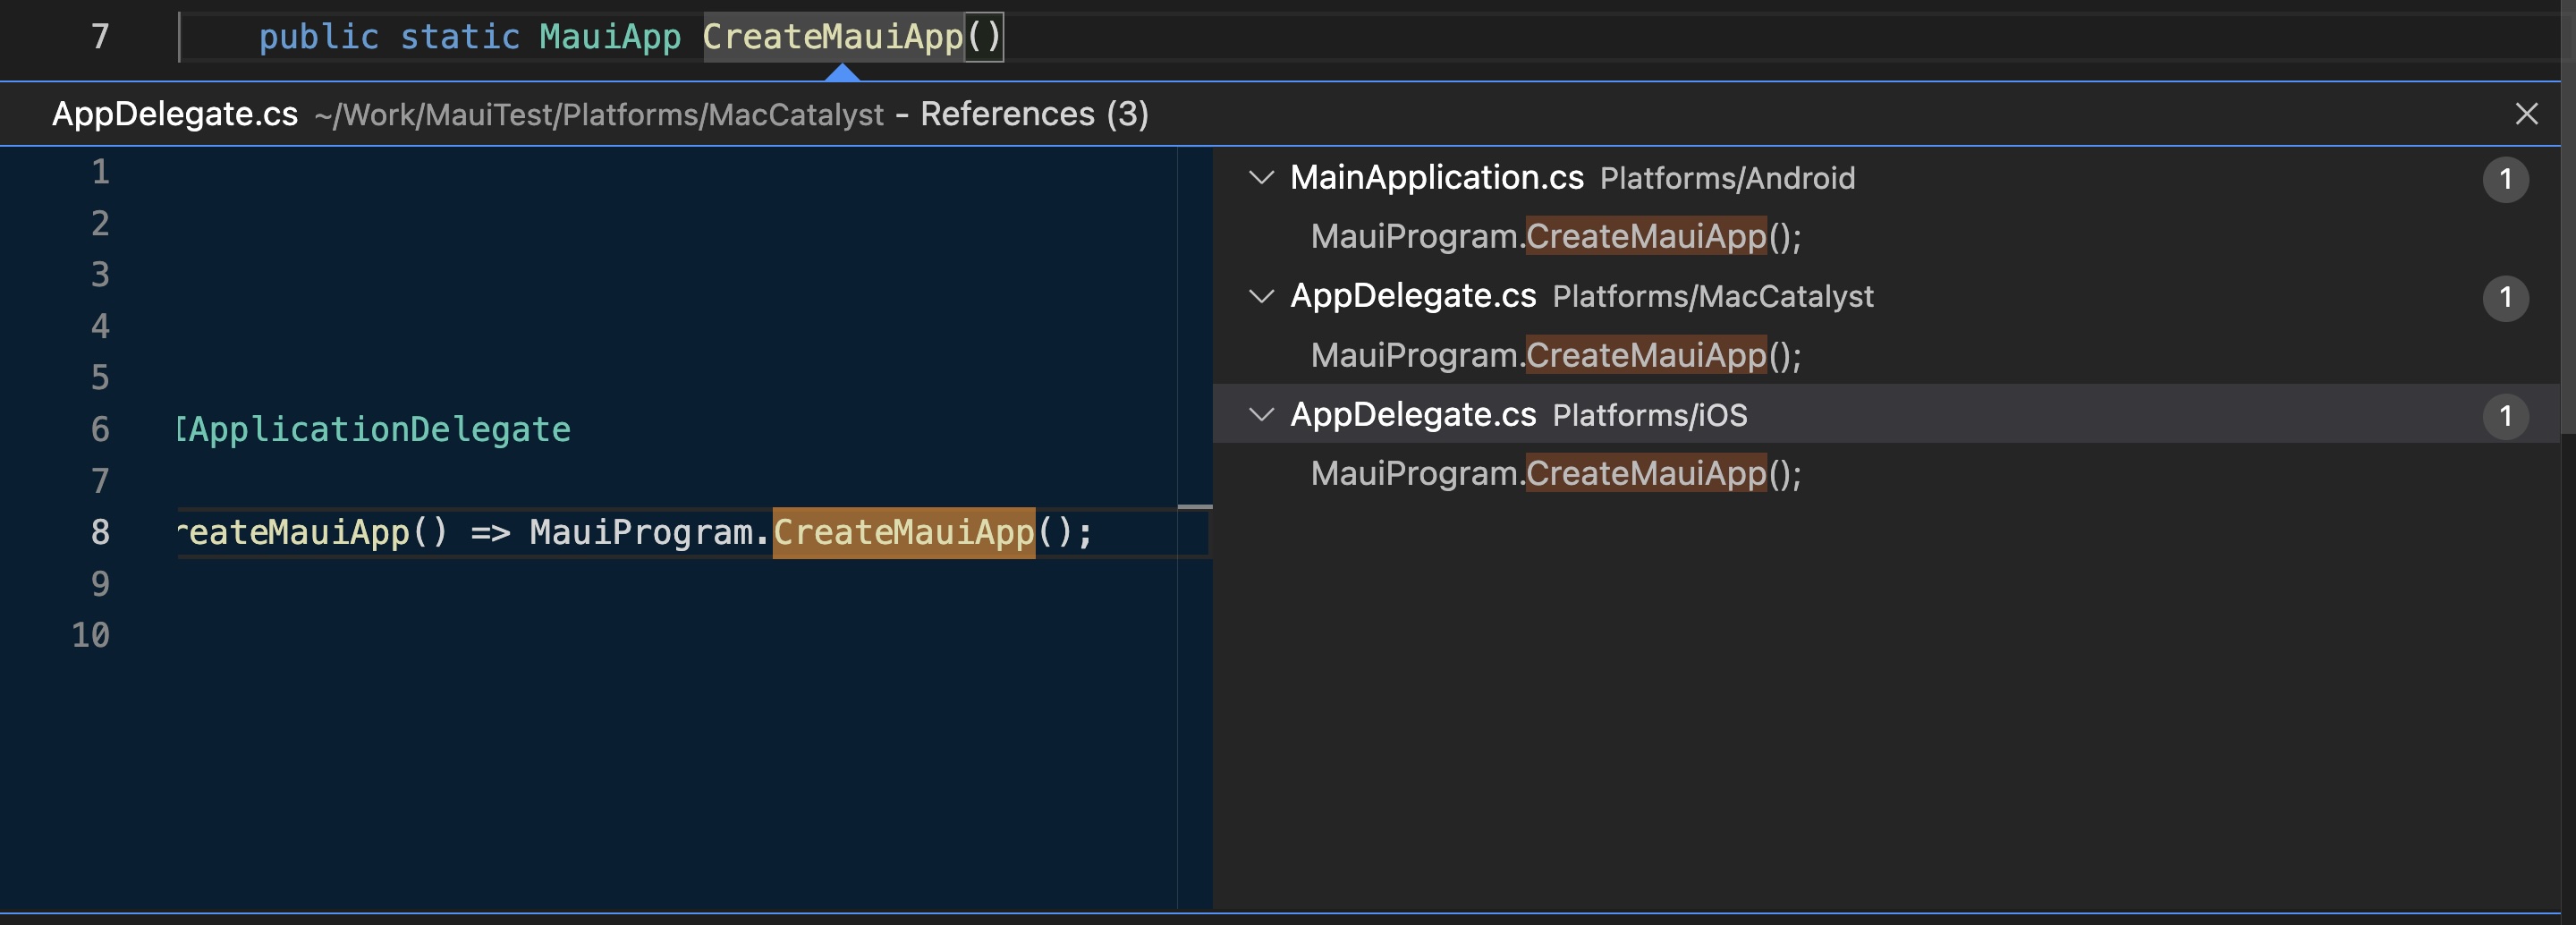 7 public static MauiApp CreateMauiApp()
AppDelegate.cs ~/Work/MauiTest/Platforms/MacCatalyst - References (3)
1
2
3
4
5
6 IApplicationDelegate
7
8 reateMauiApp() => MauiProgram.CreateMauiApp();
9
10
MainApplication.cs Platforms/Android 1
MauiProgram.CreateMauiApp();
AppDelegate.cs Platforms/MacCatalyst 1
MauiProgram.CreateMauiApp();
AppDelegate.cs Platforms/iOS 1
MauiProgram.CreateMauiApp();